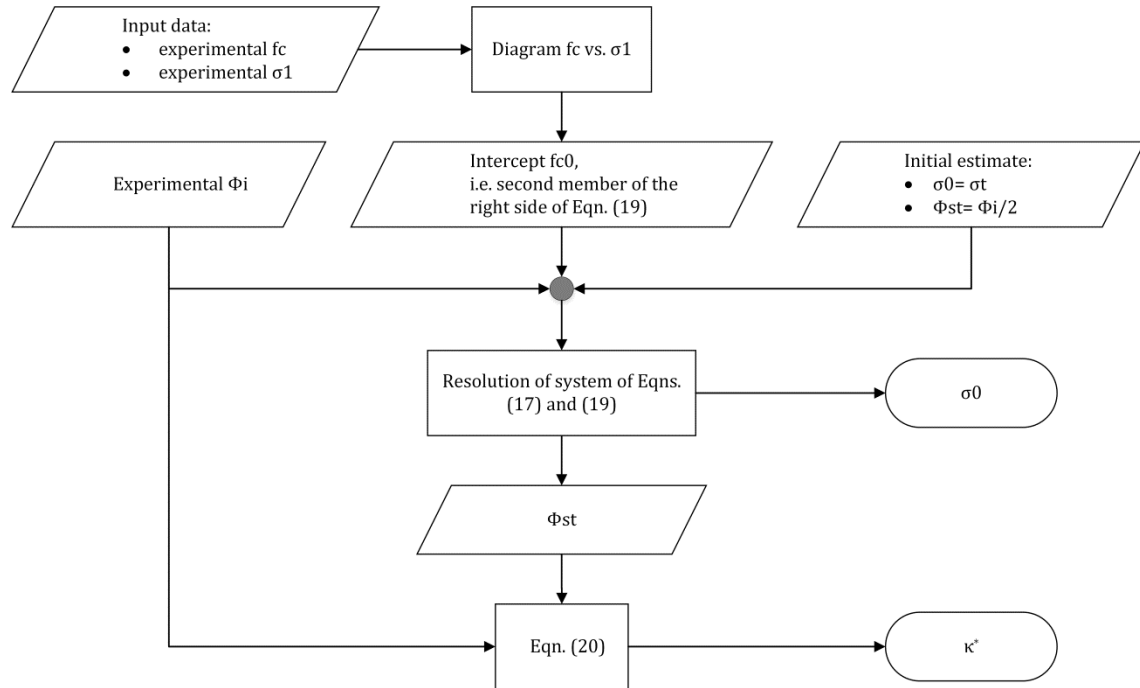 Input data:
• experimental fc
• experimental σ1
Diagram fc vs. σ1
Experimental Φi
Intercept fc0,
i.e. second member of the
right side of Eqn. (19)
Initial estimate:
• σ0= σt
• Φst= Φi/2
Resolution of system of Eqns.
(17) and (19)
σ0
Φst
Eqn. (20)
κ*